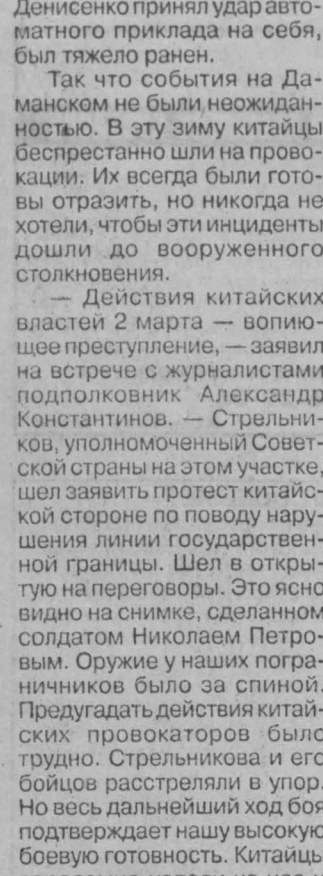 Денисенко принял удар авто-
матного приклада на себя,
был тяжело ранен.
Так что события на Да-
манском не были неожидан-
ностью. В эту зиму китайцы
беспрестанно шли на прово-
кации. Их всегда были гото-
вы отразить, но никогда не
хотели, чтобы эти инциденты
дошли до вооруженного
столкновения.
— Действия китайских
властей 2 марта — вопию-
щее преступление, — заявил
на встрече с журналистами
подполковник Александр
Константинов. — Стрельни-
ков, уполномоченный Совет-
ской страны на этом участке,
шел заявить протест китайс-
кой стороне по поводу нару-
шения линии государствен-
ной границы. Шел в откры-
тую на переговоры. Это ясно
видно на снимке, сделанном
солдатом Николаем Петро-
вым. Оружие у наших погра-
ничников было за спиной.
Предугадать действия китай-
ских провокаторов было
трудно. Стрельникова и его
бойцов расстреляли в упор.
Но весь дальнейший ход боя
подтверждает нашу высокую
боевую готовность. Китайцы